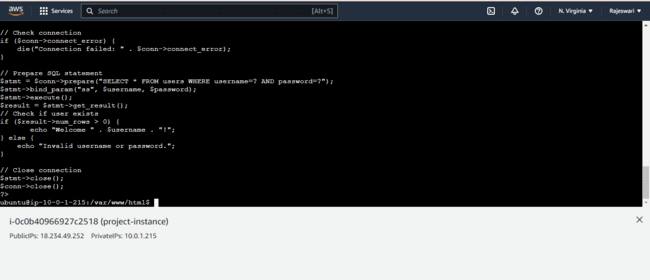 aws
Services
Search
[Alt+S]
N. Virginia
Rajeswari
// Check connection
if ($conn->connect_error) {
    die("Connection failed: " . $conn->connect_error);
}
// Prepare SQL statement
$stmt = $conn->prepare("SELECT * FROM users WHERE username=? AND password=?");
$stmt->bind_param("ss", $username, $password);
$stmt->execute();
$result = $stmt->get_result();
// Check if user exists
if ($result->num_rows > 0) {
        echo "Welcome " . $username . "!";
} else {
    echo "Invalid username or password.";
}
// Close connection
$stmt->close();
$conn->close();
?>
ubuntu@ip-10-0-1-215:/var/www/html$
i-0c0b40966927c2518 (project-instance)
PublicIPs: 18.234.49.252 PrivateIPs: 10.0.1.215